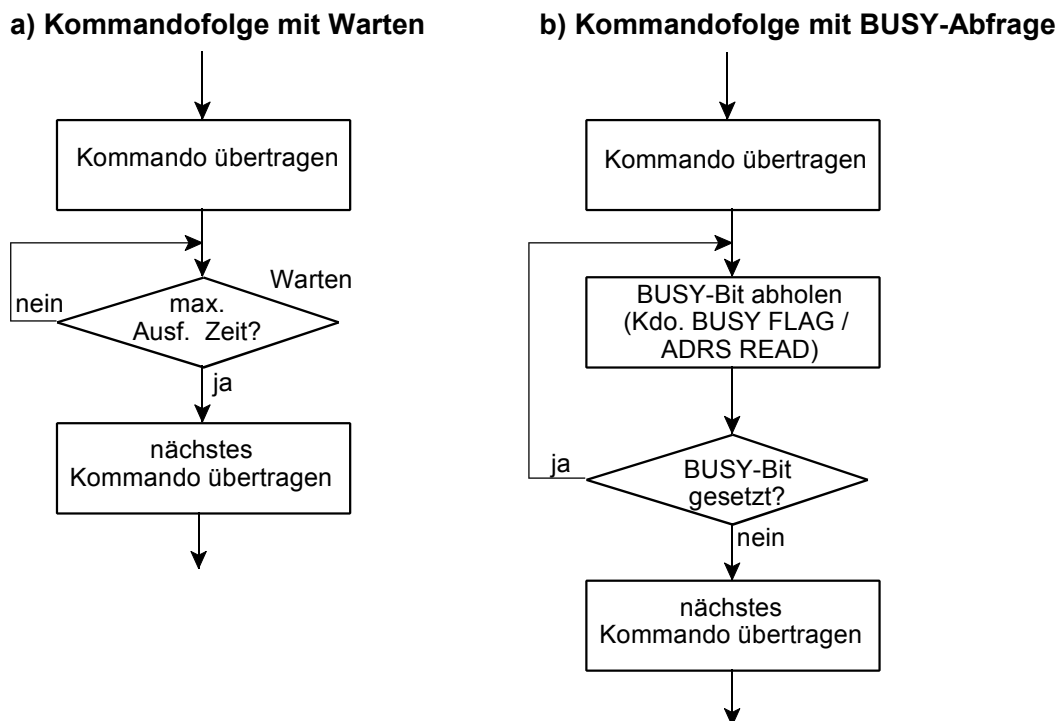 a) Kommandofolge mit Warten
Kommando übertragen
Warten
nein
max.
Ausf. Zeit?
ja
nächstes
Kommando übertragen
b) Kommandofolge mit BUSY-Abfrage
Kommando übertragen
BUSY-Bit abholen
(Kdo. BUSY FLAG /
ADRS READ)
ja
BUSY-Bit
gesetzt?
nein
nächstes
Kommando übertragen